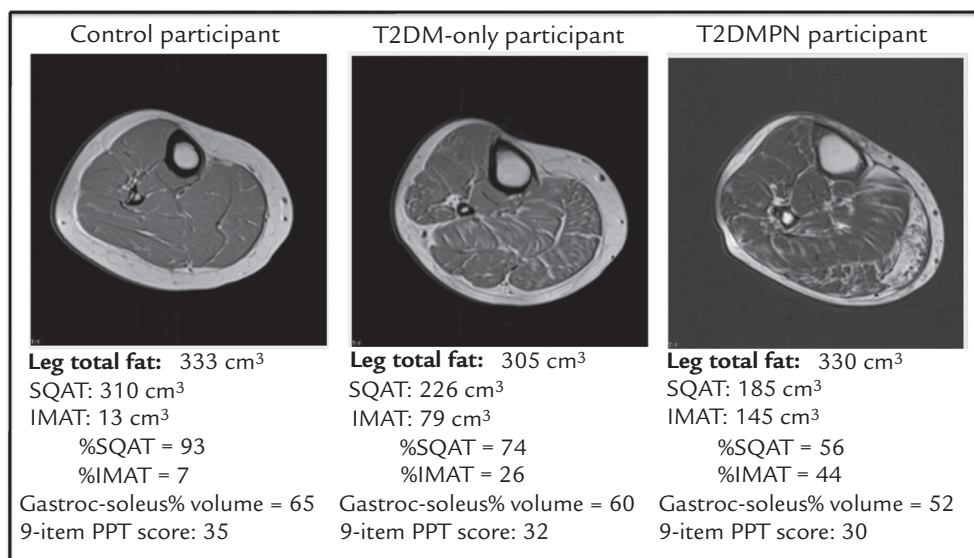 Control participant
Leg total fat: 333 cm³
SQAT: 310 cm³
IMAT: 13 cm³
%SQAT = 93
%IMAT = 7
Gastroc-soleus% volume = 65
9-item PPT score: 35
T2DM-only participant
Leg total fat: 305 cm³
SQAT: 226 cm³
IMAT: 79 cm³
%SQAT = 74
%IMAT = 26
Gastroc-soleus% volume = 60
9-item PPT score: 32
T2DMPN participant
Leg total fat: 330 cm³
SQAT: 185 cm³
IMAT: 145 cm³
%SQAT = 56
%IMAT = 44
Gastroc-soleus% volume = 52
9-item PPT score: 30